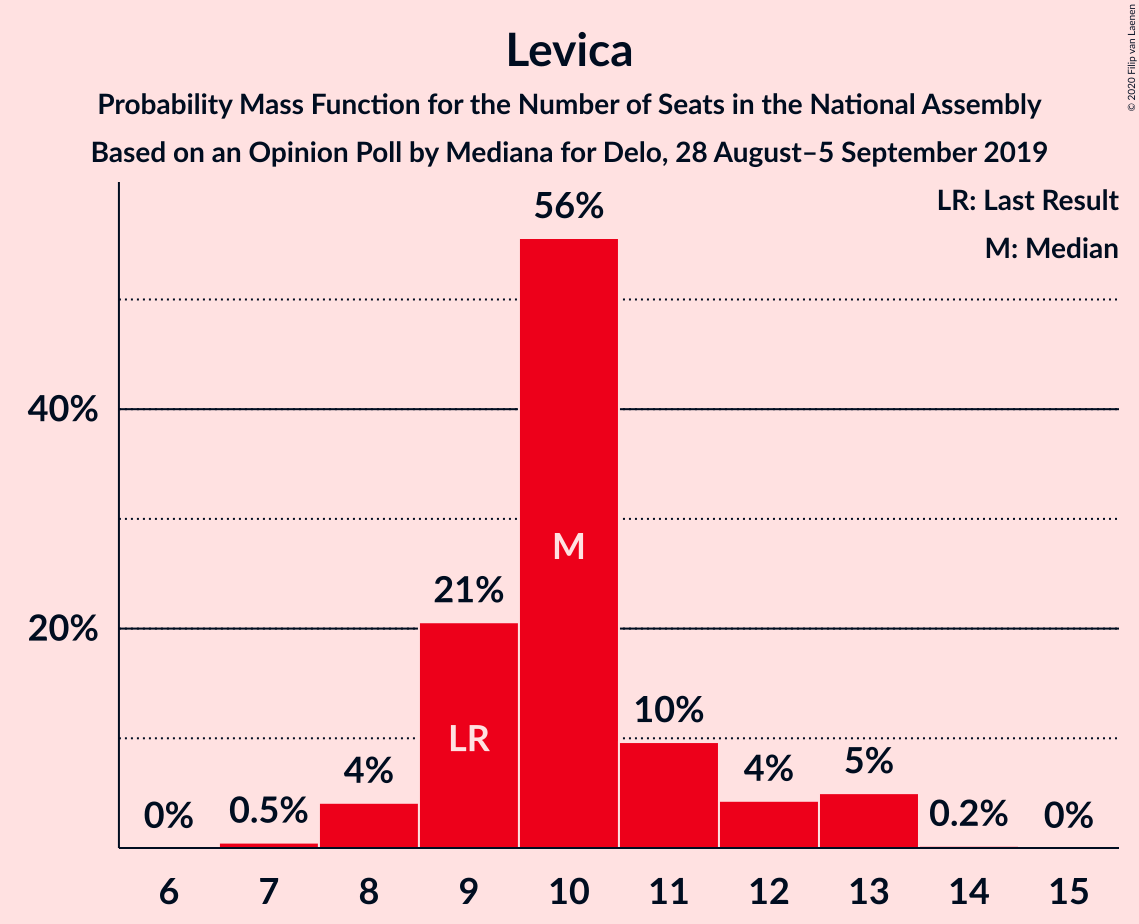 Levica
Probability Mass Function for the Number of Seats in the National Assembly
Based on an Opinion Poll by Mediana for Delo, 28 August–5 September 2019
© 2020 Filip van Laenen
LR: Last Result
M: Median
56%
40%
M
21%
20%
LR
10%
4%
4%
5%
0%
0.5%
0.2%
0%
6 7 8 9 10 11 12 13 14 15